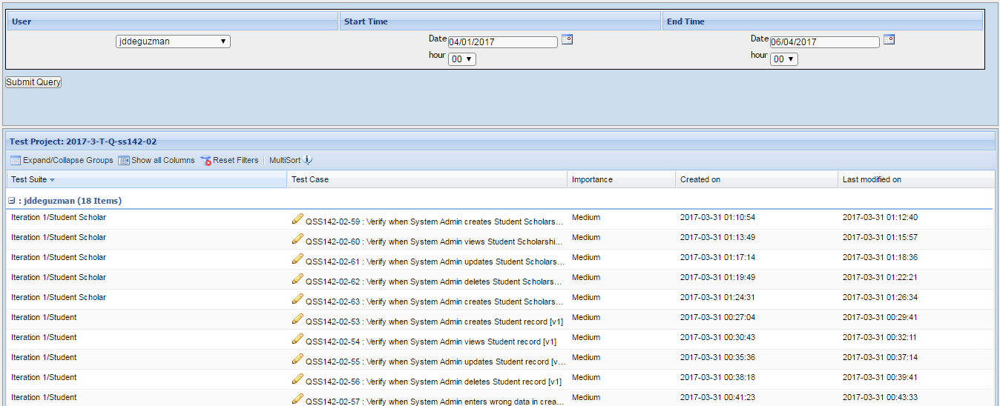 User Start Time End Time
jddeguzman Date 04/01/2017 Date 06/04/2017
hour 00 hour 00
Submit Query
Test Project: 2017-3-T-Q-ss142-02
Expand/Collapse Groups Show all Columns Reset Filters MultiSort
Test Suite Test Case Importance Created on Last modified on
: jddeguzman (18 Items)
Iteration 1/Student Scholar QSS142-02-59 : Verify when System Admin creates Student Scholars... Medium 2017-03-31 01:10:54 2017-03-31 01:12:40
Iteration 1/Student Scholar QSS142-02-60 : Verify when System Admin views Student Scholarshi... Medium 2017-03-31 01:13:49 2017-03-31 01:15:57
Iteration 1/Student Scholar QSS142-02-61 : Verify when System Admin updates Student Scholars... Medium 2017-03-31 01:17:14 2017-03-31 01:18:36
Iteration 1/Student Scholar QSS142-02-62 : Verify when System Admin deletes Student Scholars... Medium 2017-03-31 01:19:49 2017-03-31 01:22:21
Iteration 1/Student Scholar QSS142-02-63 : Verify when System Admin creates Student Scholars... Medium 2017-03-31 01:24:31 2017-03-31 01:26:34
Iteration 1/Student QSS142-02-53 : Verify when System Admin creates Student record [v1] Medium 2017-03-31 00:27:04 2017-03-31 00:29:41
Iteration 1/Student QSS142-02-54 : Verify when System Admin views Student record [v1] Medium 2017-03-31 00:30:43 2017-03-31 00:32:11
Iteration 1/Student QSS142-02-55 : Verify when System Admin updates Student record [v... Medium 2017-03-31 00:35:36 2017-03-31 00:37:14
Iteration 1/Student QSS142-02-56 : Verify when System Admin deletes Student record [v1] Medium 2017-03-31 00:38:18 2017-03-31 00:39:41
Iteration 1/Student QSS142-02-57 : Verify when System Admin enters wrong data in crea... Medium 2017-03-31 00:41:23 2017-03-31 00:43:33